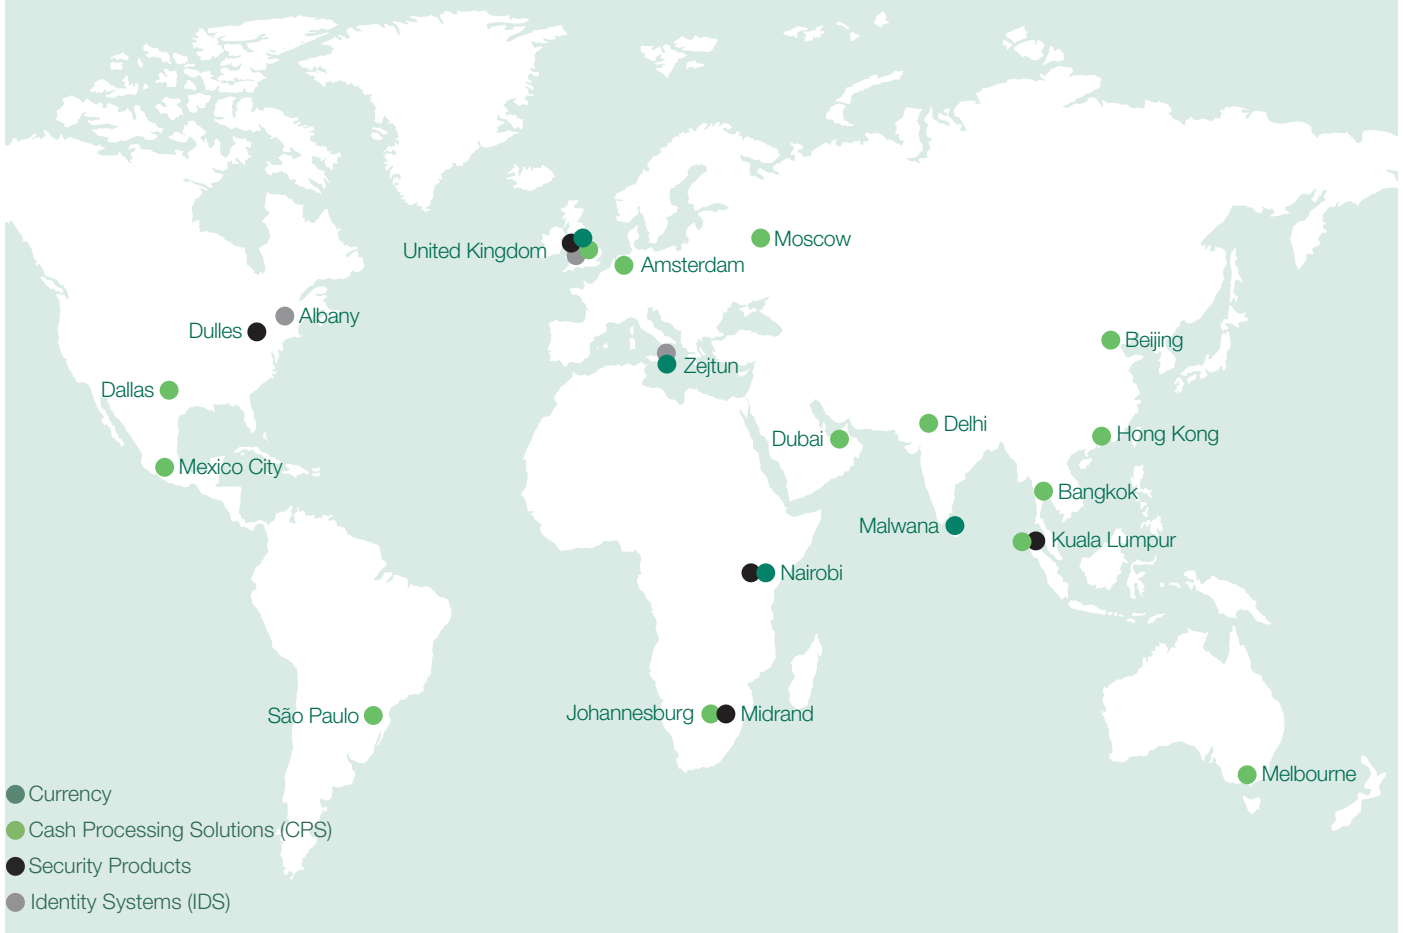 Moscow
United Kingdom
Amsterdam
Albany
Dulles
Beijing
Zejtun
Dallas
Delhi
Hong Kong
Dubai
Mexico City
Bangkok
Malwana
Kuala Lumpur
Nairobi
São Paulo
Johannesburg
Midrand
Melbourne
Currency
Cash Processing Solutions (CPS)
Security Products
Identity Systems (IDS)